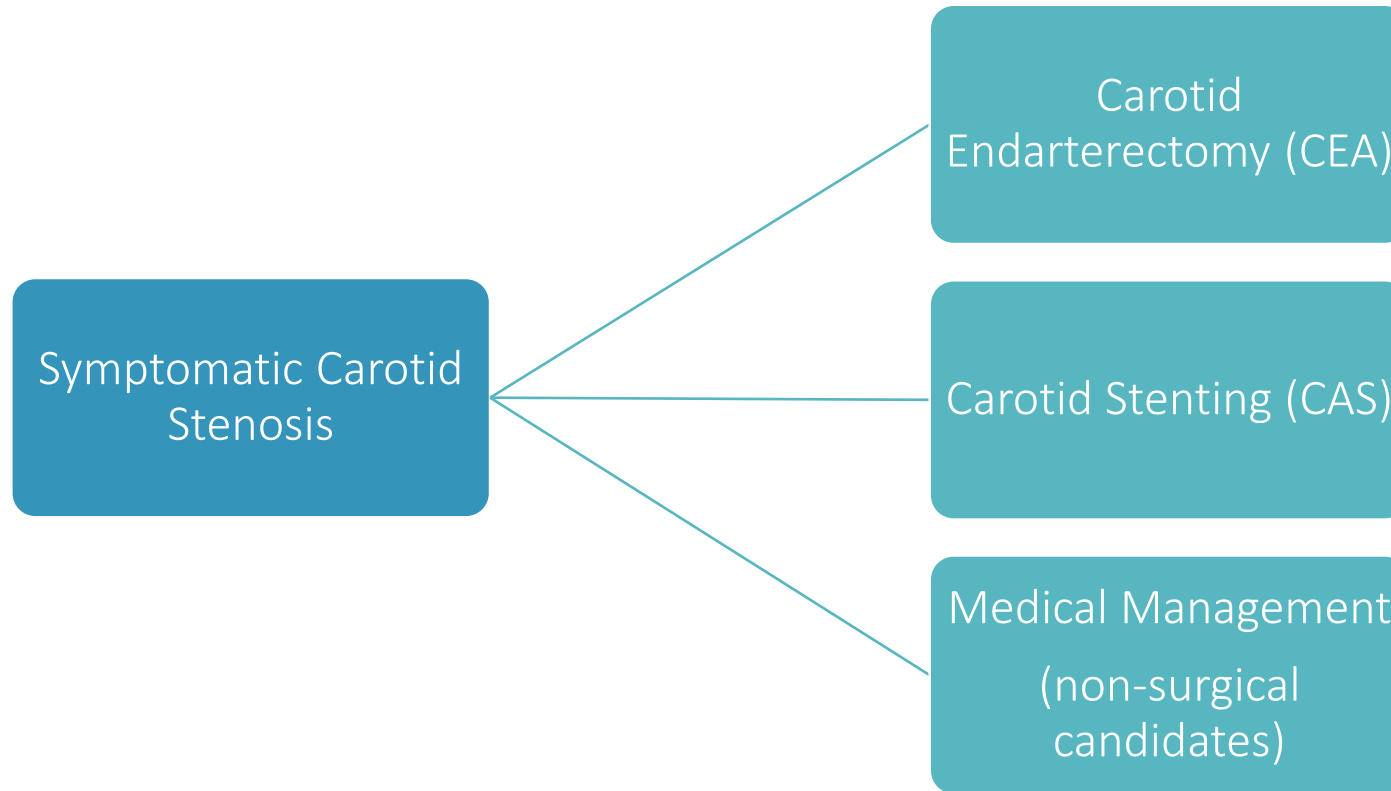 Symptomatic Carotid
Stenosis
Carotid
Endarterectomy (CEA)
Carotid Stenting (CAS)
Medical Management
(non-surgical
candidates)